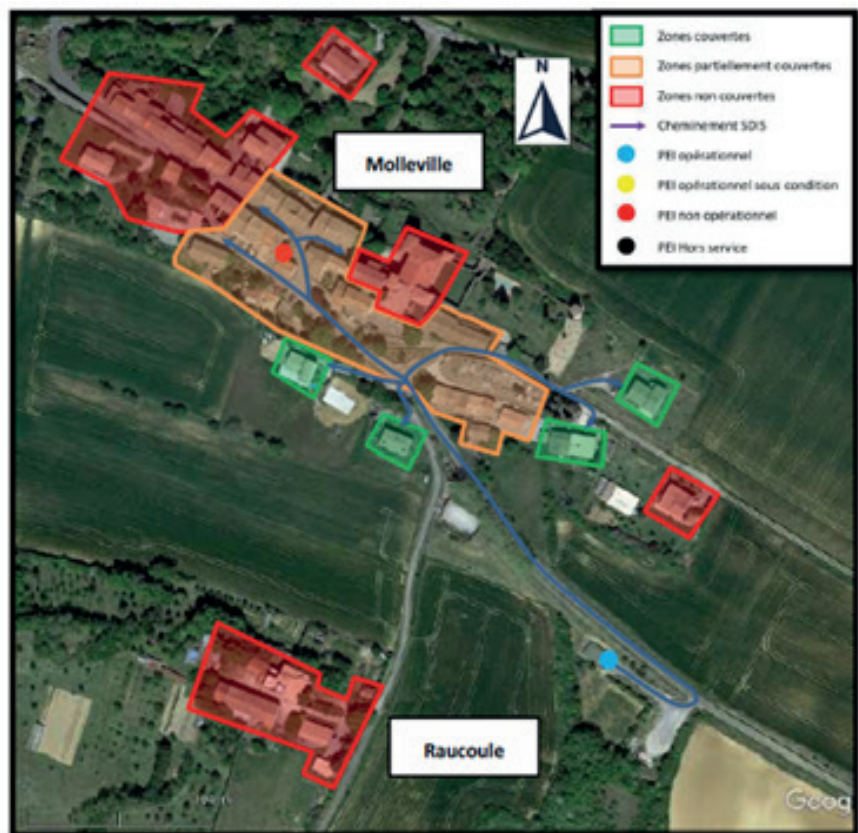 N
Zones couvertes
Zones partiellement couvertes
Zones non couvertes
Cheminement SDIS
PEI opérationnel
PEI opérationnel sous condition
PEI non opérationnel
PEI Hors service
Molleville
Raucoule
Goog